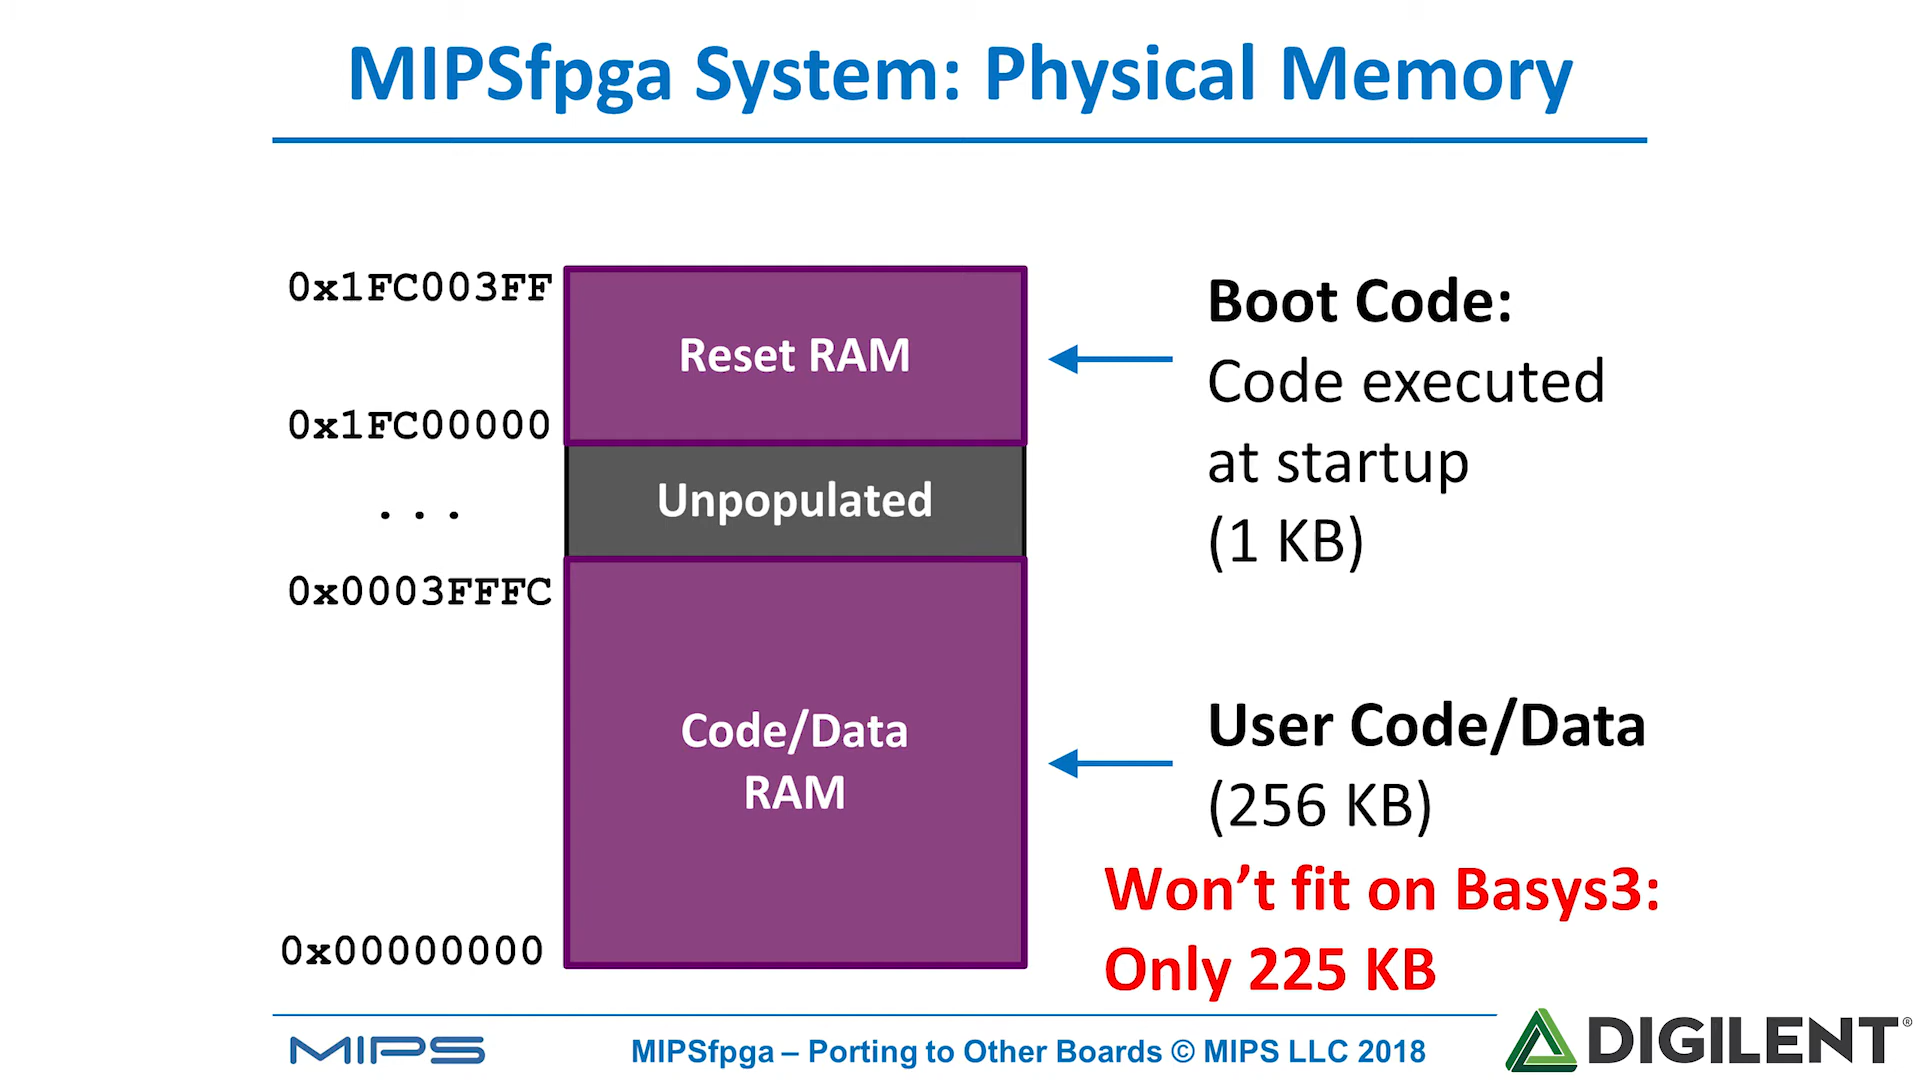 MIPSfpga System: Physical Memory
0x1FC003FF
Reset RAM
0x1FC00000
Unpopulated
...
0x0003FFFC
Code/Data
RAM
0x00000000
Boot Code:
Code executed
at startup
(1 KB)
User Code/Data
(256 KB)
Won’t fit on Basys3:
Only 225 KB
MIPS
MIPSfpga – Porting to Other Boards © MIPS LLC 2018
DIGILENT®